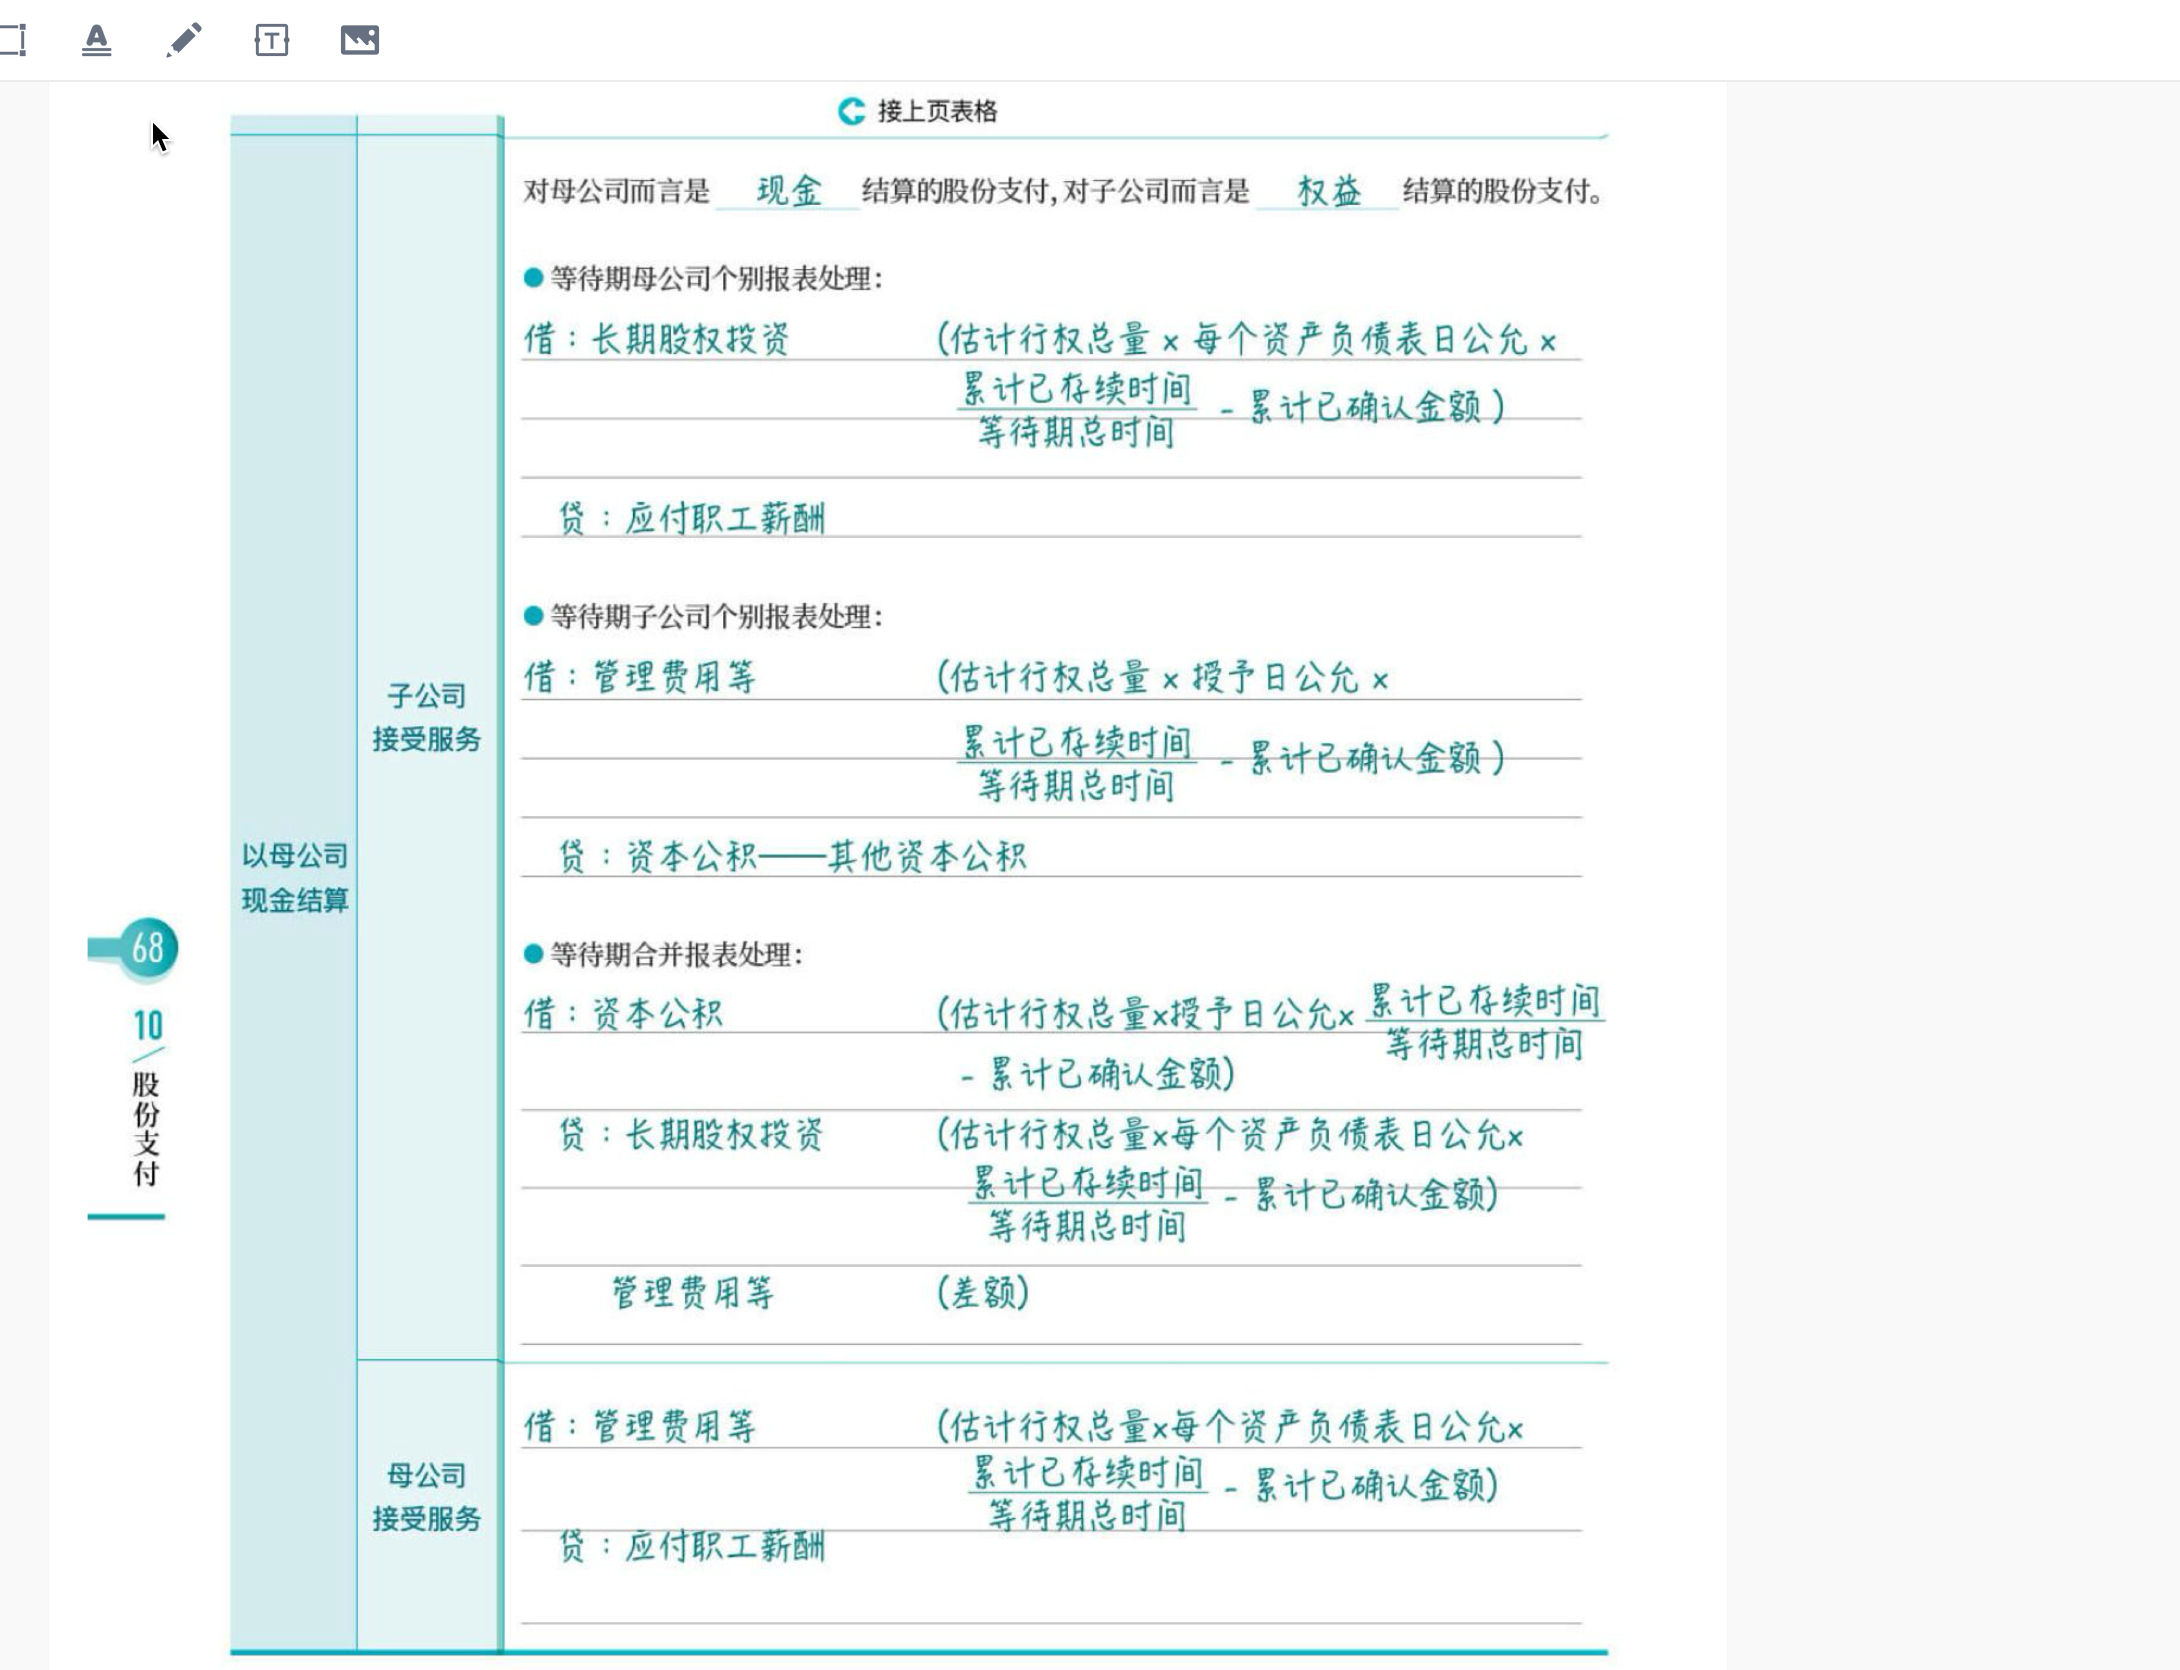 接上页表格
对母公司而言是 现金 结算的股份支付,对子公司而言是 权益 结算的股份支付。
● 等待期母公司个别报表处理:
借:长期股权投资 (估计行权总量 × 每个资产负债表日公允 ×
累计已存续时间
等待期总时间
- 累计已确认金额)
贷:应付职工薪酬
● 等待期子公司个别报表处理:
借:管理费用等 (估计行权总量 × 授予日公允 ×
累计已存续时间
等待期总时间
- 累计已确认金额)
贷:资本公积——其他资本公积
● 等待期合并报表处理:
借:资本公积 (估计行权总量×授予日公允×
累计已存续时间
等待期总时间
- 累计已确认金额)
贷:长期股权投资 (估计行权总量×每个资产负债表日公允×
累计已存续时间
等待期总时间
- 累计已确认金额)
管理费用等 (差额)
子公司
接受服务
以母公司
现金结算
借:管理费用等 (估计行权总量×每个资产负债表日公允×
累计已存续时间
等待期总时间
- 累计已确认金额)
贷:应付职工薪酬
母公司
接受服务
68
10
股份支付